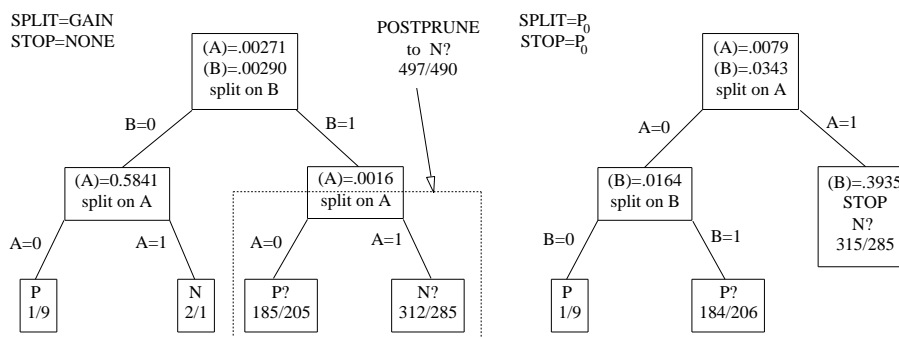 SPLIT=GAIN
STOP=NONE
(A)=.00271
(B)=.00290
split on B
POSTPRUNE
to N?
497/490
B=0
B=1
(A)=0.5841
split on A
(A)=.0016
split on A
A=0
A=1
A=0
A=1
P
1/9
N
2/1
P?
185/205
N?
312/285
SPLIT=P0
STOP=P0
(A)=.0079
(B)=.0343
split on A
A=0
A=1
(B)=.0164
split on B
(B)=.3935
STOP
N?
315/285
B=0
B=1
P
1/9
P?
184/206